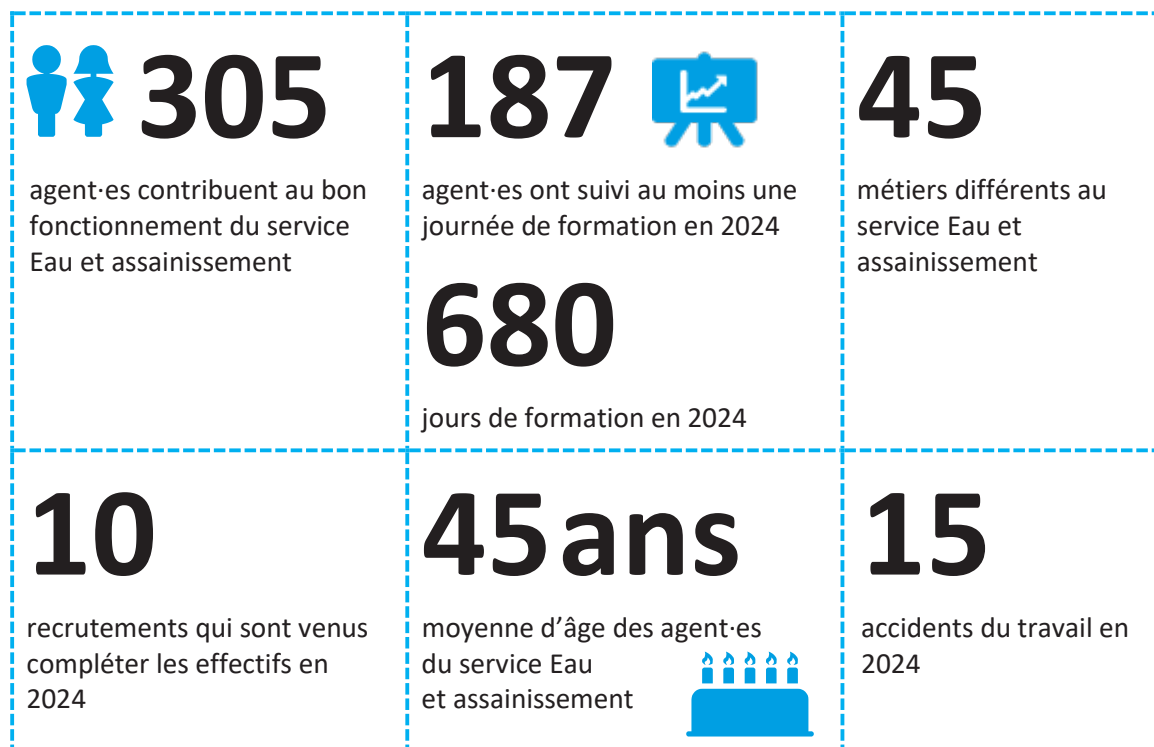 305
agent·es contribuent au bon
fonctionnement du service
Eau et assainissement
187
agent·es ont suivi au moins une
journée de formation en 2024
680
jours de formation en 2024
45
métiers différents au
service Eau et
assainissement
10
recrutements qui sont venus
compléter les effectifs en
2024
45 ans
moyenne d’âge des agent·es
du service Eau
et assainissement
15
accidents du travail en
2024